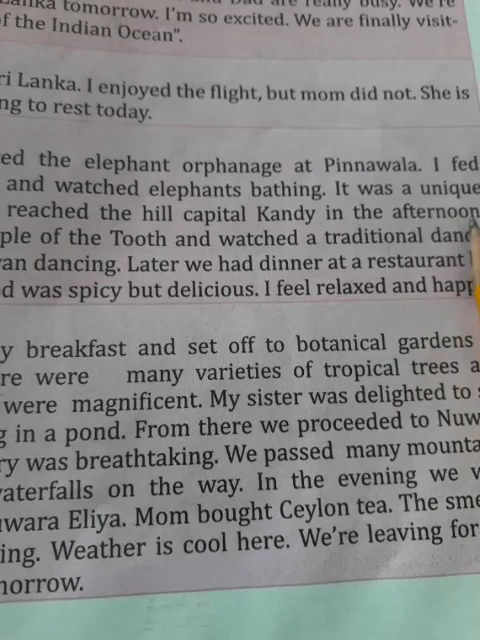 tomorrow. I'm so excited. We are finally visit-
of the Indian Ocean".
ri Lanka. I enjoyed the flight, but mom did not. She is
ng to rest today.
ed the elephant orphanage at Pinnawala. I fed
and watched elephants bathing. It was a unique
reached the hill capital Kandy in the afternoon
ple of the Tooth and watched a traditional danc
an dancing. Later we had dinner at a restaurant
d was spicy but delicious. I feel relaxed and happ
y breakfast and set off to botanical gardens
re were many varieties of tropical trees a
were magnificent. My sister was delighted to s
g in a pond. From there we proceeded to Nuw
ry was breathtaking. We passed many mounta
waterfalls on the way. In the evening we v
uwara Eliya. Mom bought Ceylon tea. The sme
ing. Weather is cool here. We're leaving for
morrow.